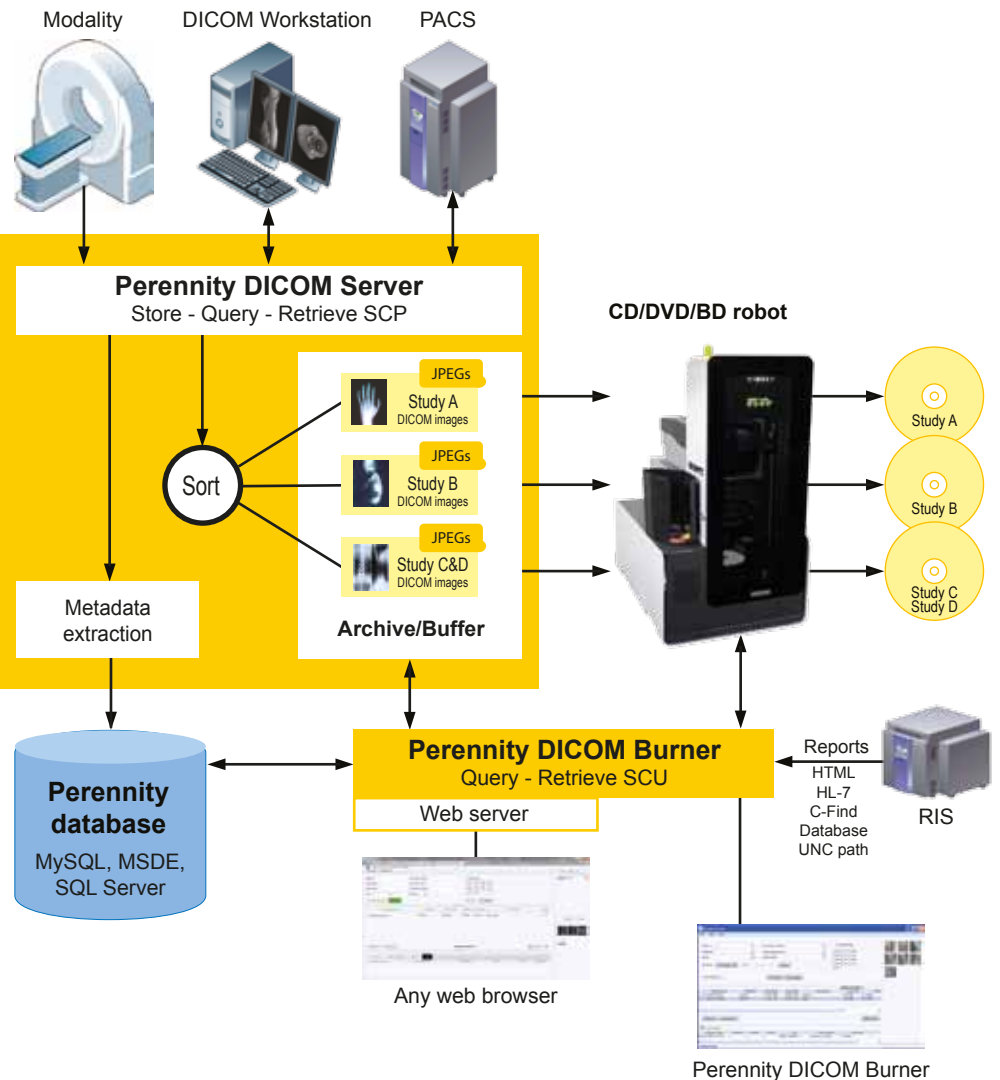 Modality
DICOM Workstation
PACS
Perennity DICOM Server
Store - Query - Retrieve SCP
CD/DVD/BD robot
JPEGs
Study A
DICOM images
JPEGs
Study B
DICOM images
JPEGs
Study C&D
DICOM images
Sort
Archive/Buffer
Metadada
extraction
Study A
Study B
Study C
Study D
Perennity
database
MySQL, MSDE,
SQL Server
Perennity DICOM Burner
Query - Retrieve SCU
Web server
Reports
HTML
HL-7
C-Find
Database
UNC path
RIS
Any web browser
Perennity DICOM Burner